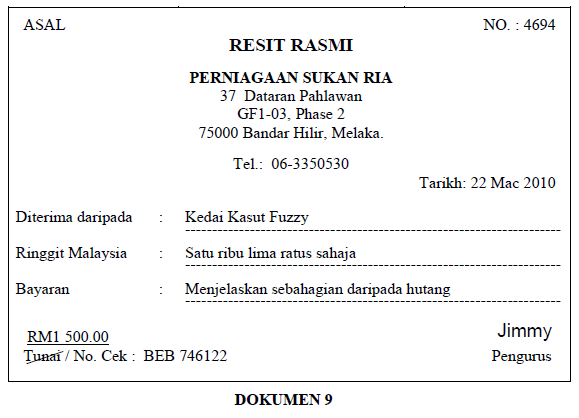 ASAL NO. : 4694
RESIT RASMI
PERNIAGAAN SUKAN RIA
37 Dataran Pahlawan
GF1-03, Phase 2
75000 Bandar Hilir, Melaka.
Tel.: 06-3350530
Tarikh: 22 Mac 2010
Diterima daripada : Kedai Kasut Fuzzy
Ringgit Malaysia : Satu ribu lima ratus sahaja
Bayaran : Menjelaskan sebahagian daripada hutang
RM1 500.00 Jimmy
Tunai / No. Cek : BEB 746122 Pengurus
DOKUMEN 9